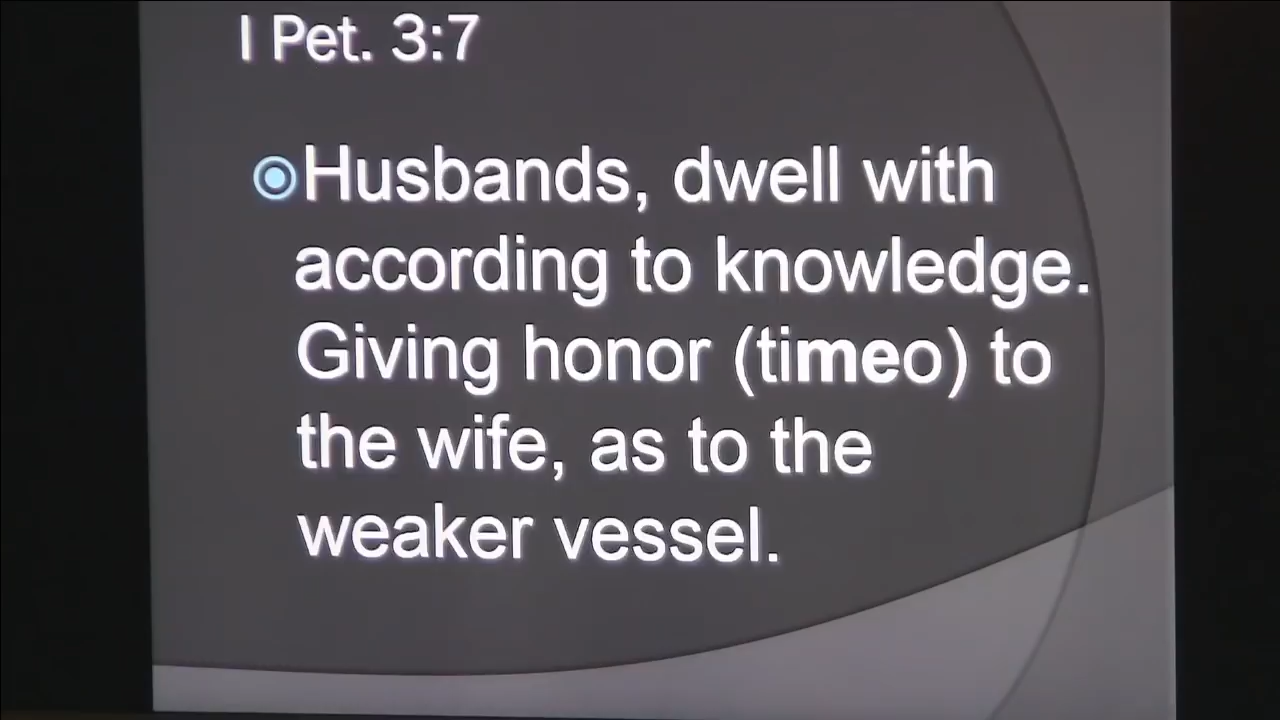 I Pet. 3:7
Husbands, dwell with
according to knowledge.
Giving honor (timeo) to
the wife, as to the
weaker vessel.